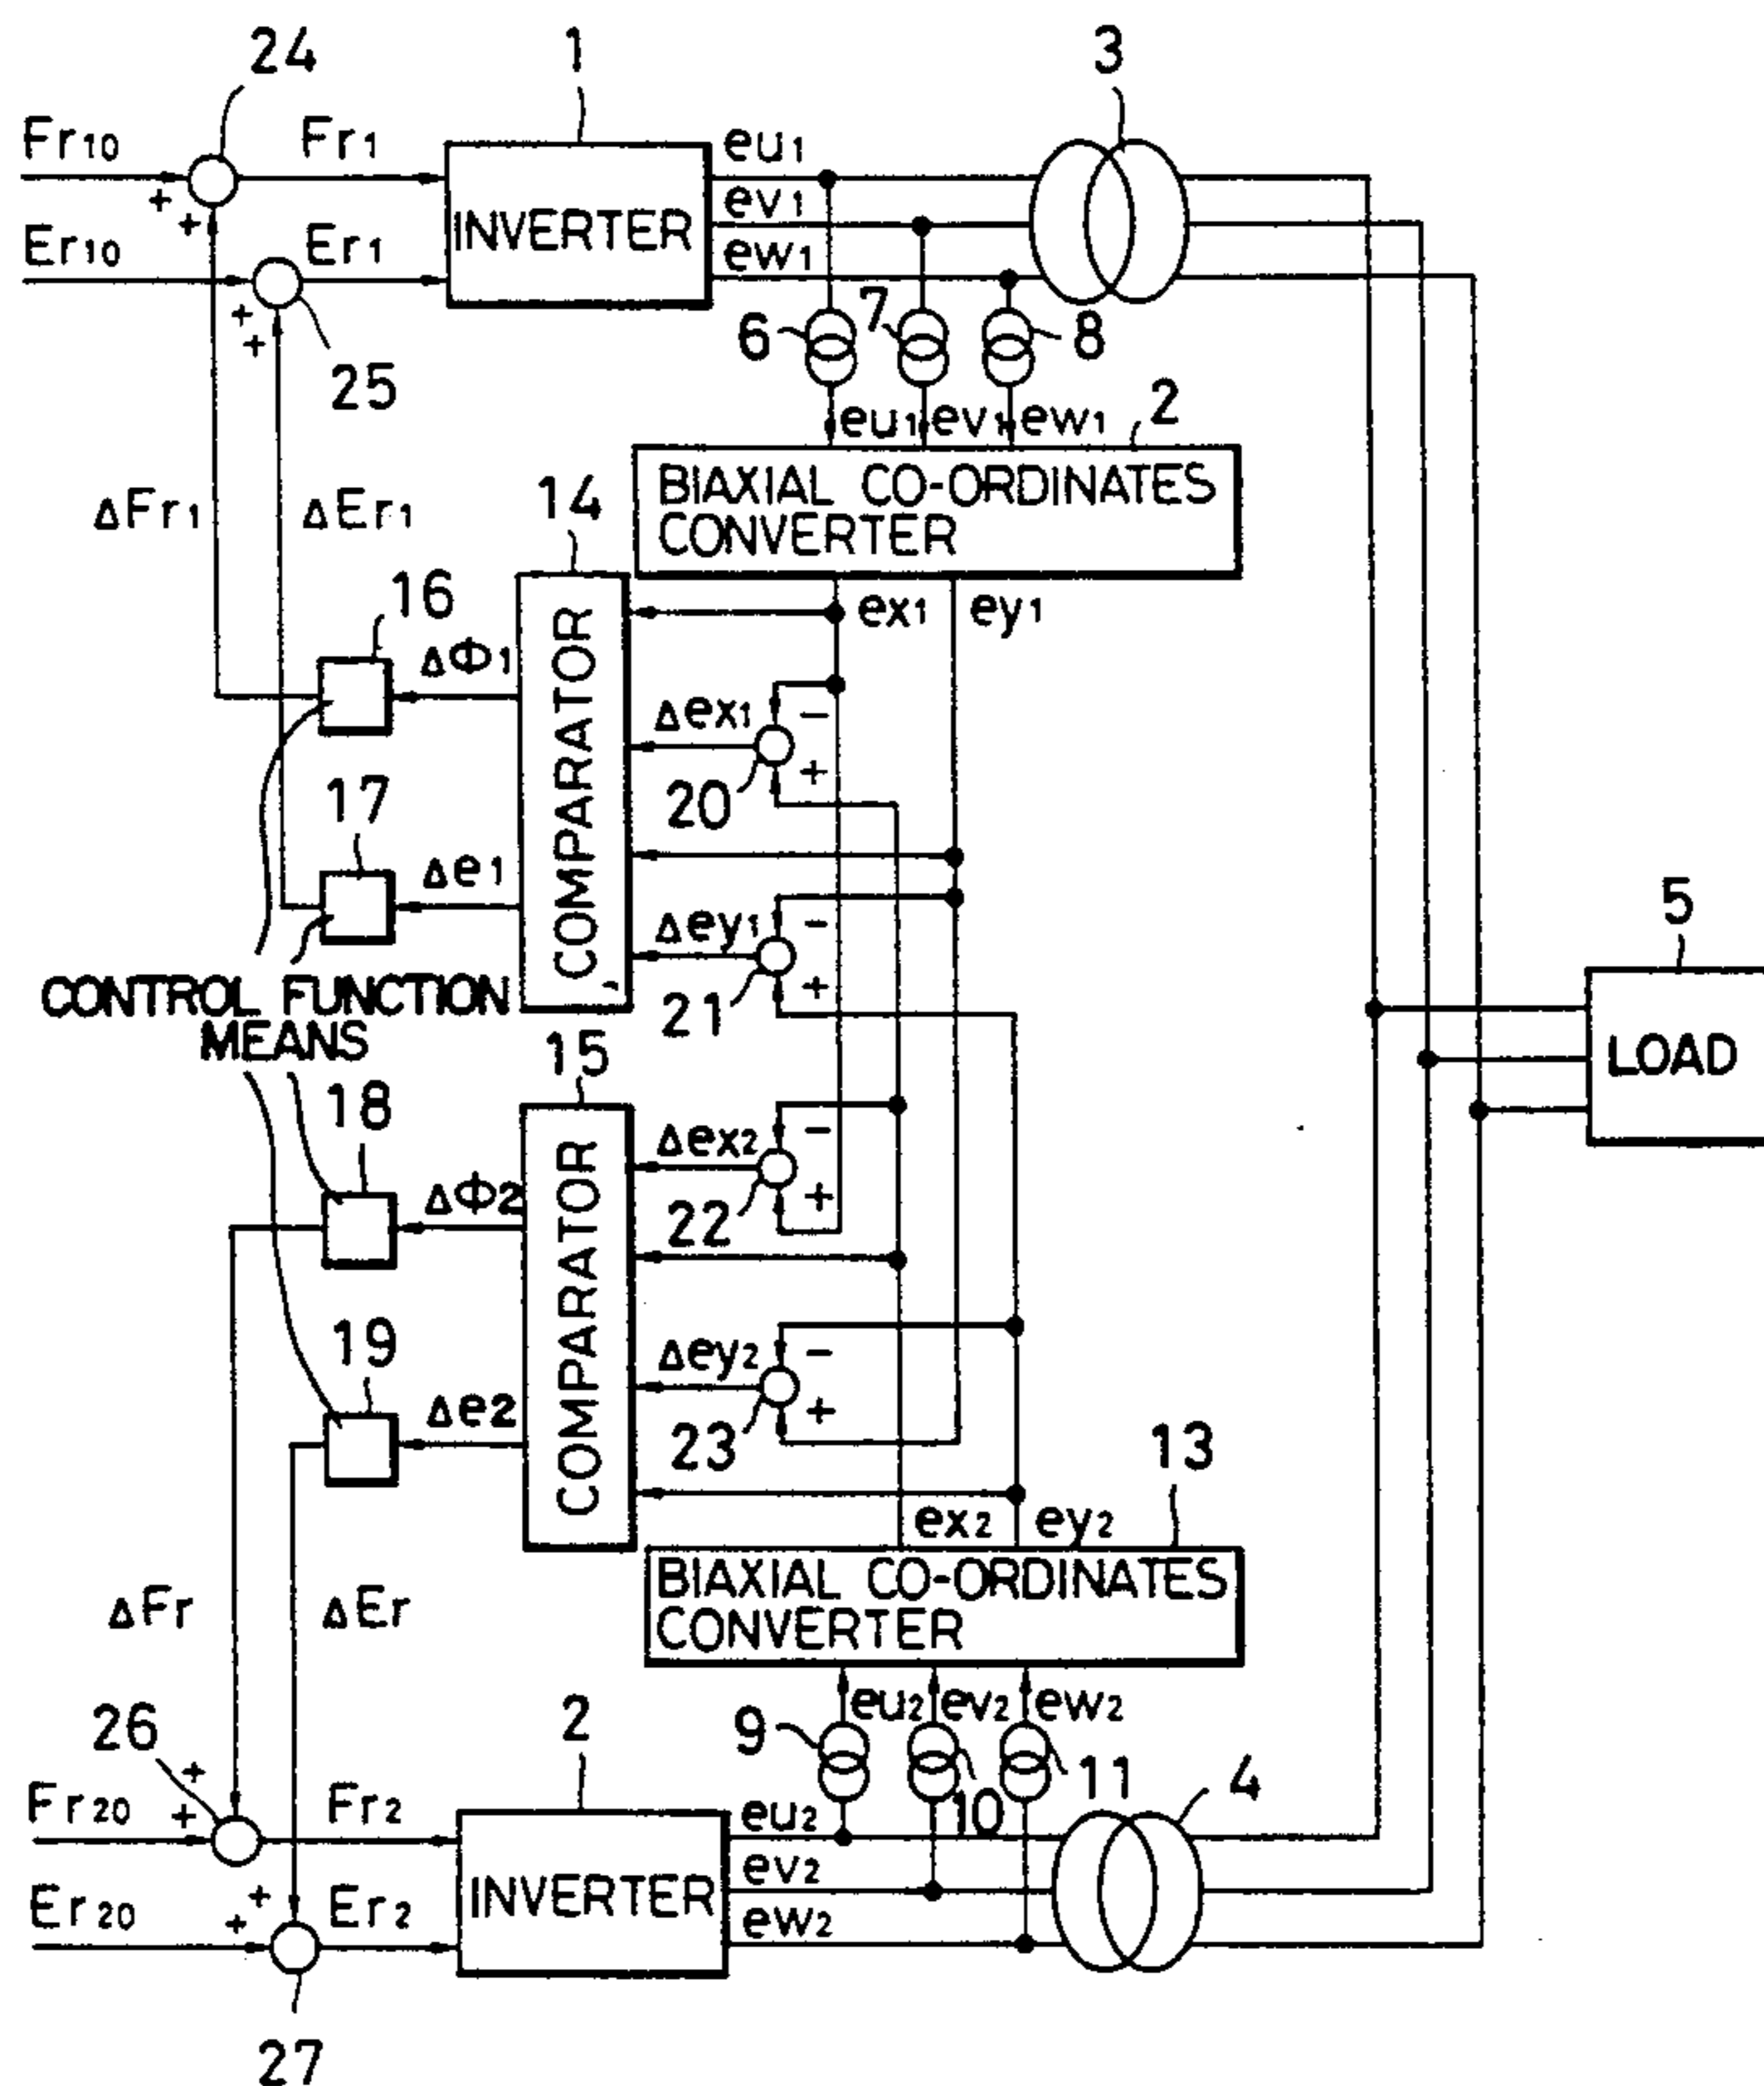 24
1
3
Fr10
Fr1
eu1
ev1
ew1
+
+
INVERTER
Er10
Er1
+
+
25
6
7
8
eu1 ev1 ew1
2
BIAXIAL CO-ORDINATES
CONVERTER
ΔFr1
ΔEr1
14
ex1
ey1
16
ΔΦ1
COMPARATOR
Δex1
−
+
20
17
Δe1
Δey1
−
+
21
5
LOAD
CONTROL FUNCTION
MEANS
15
18
ΔΦ2
COMPARATOR
Δex2
−
+
22
19
Δe2
Δey2
−
+
23
13
ex2
ey2
BIAXIAL CO-ORDINATES
CONVERTER
ΔFr
ΔEr
eu2 ev2 ew2
9
10
11
4
26
2
+
+
Fr20
Fr2
eu2
ev2
ew2
INVERTER
+
+
Er20
Er2
27